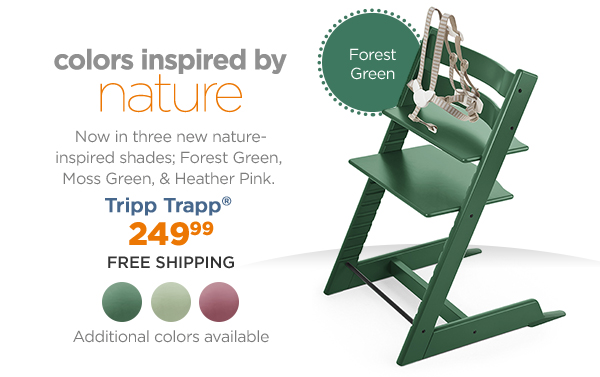 colors inspired by
nature
Now in three new nature-
inspired shades; Forest Green,
Moss Green, & Heather Pink.
Tripp Trapp®
249⁹⁹
FREE SHIPPING
Additional colors available
Forest
Green